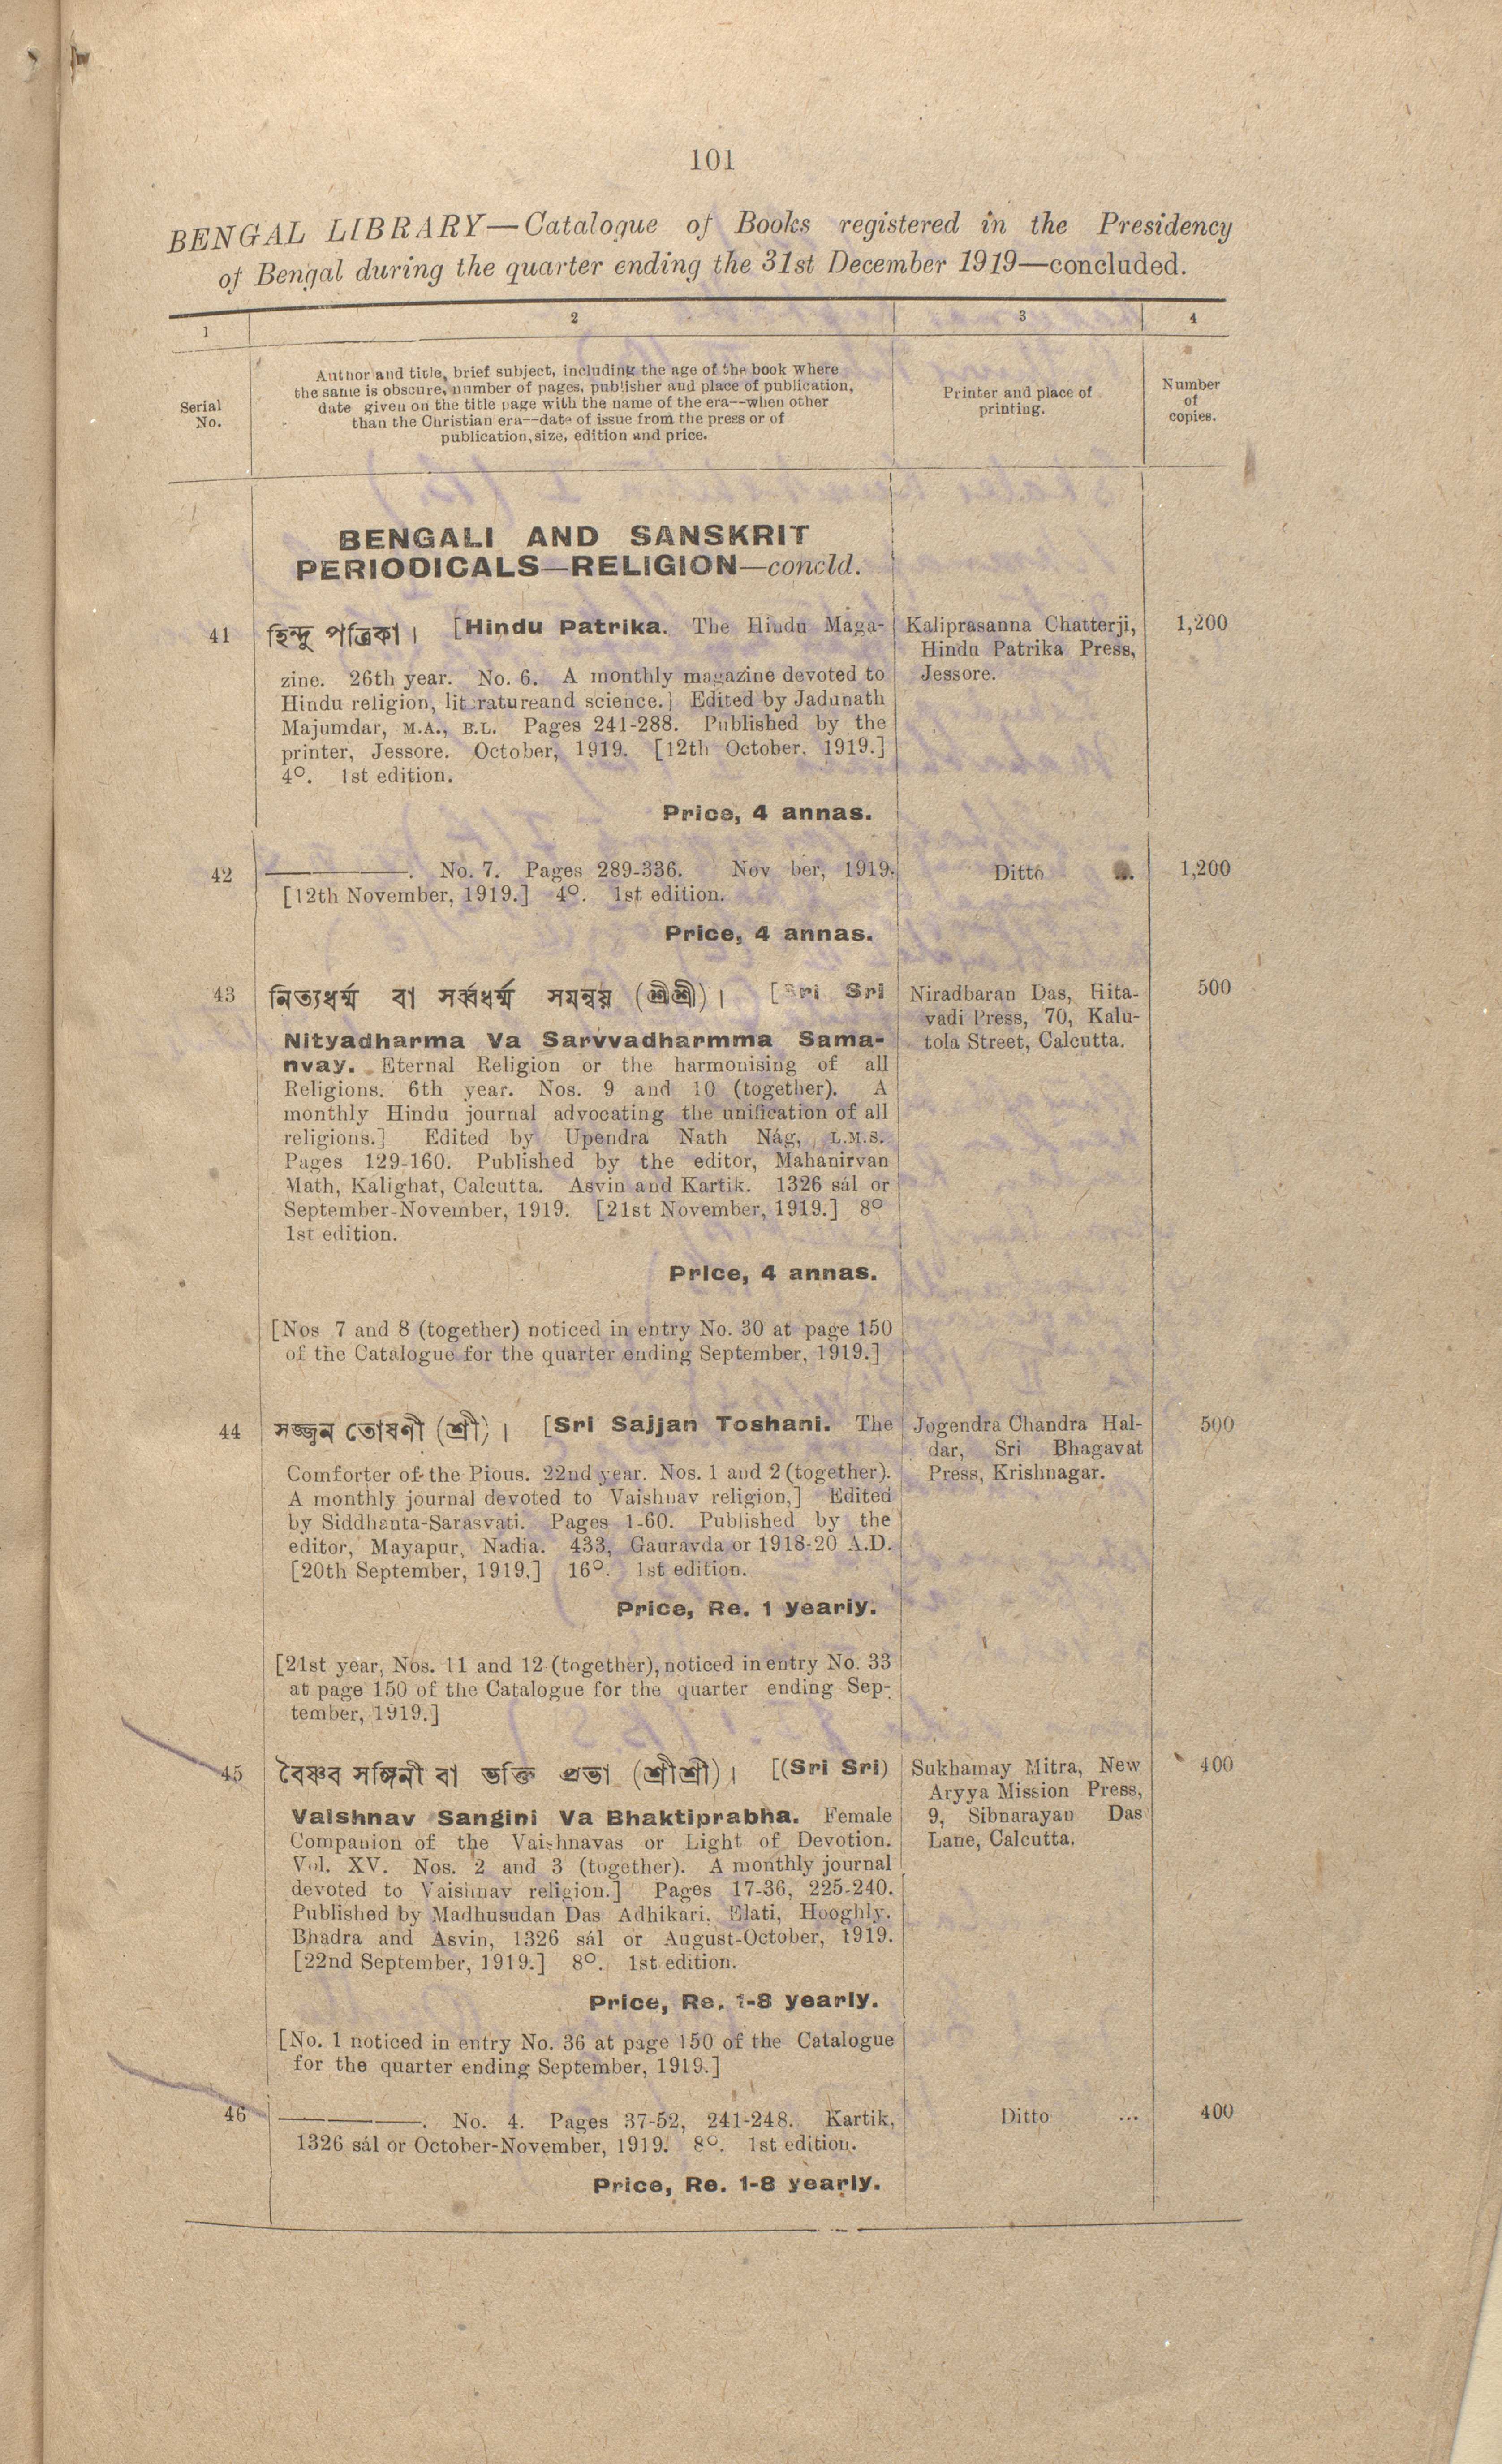 101
BENGAL LIBRARY—Catalogue of Books registered in the Presidency
of Bengal during the quarter ending the 31st December 1919—concluded.
1 2 3 4
Serial No.
Author and title, brief subject, including the age of the book where
the same is obscure, number of pages, publisher and place of publication,
date given on the title page with the name of the era—when other
than the Christian era—date of issue from the press or of
publication, size, edition and price.
Printer and place of
printing.
Number
of
copies.
BENGALI AND SANSKRIT
PERIODICALS—RELIGION—concld.
41 হিন্দু পত্রিকা। [Hindu Patrika. The Hindu Maga-
zine. 26th year. No. 6. A monthly magazine devoted to
Hindu religion, literatureand science.] Edited by Jadunath
Majumdar, M.A., B.L. Pages 241-288. Published by the
printer, Jessore. October, 1919. [12th October, 1919.]
4°. 1st edition.
Price, 4 annas.
Kaliprasanna Chatterji,
Hindu Patrika Press,
Jessore.
1,200
42 ————. No. 7. Pages 289-336. Nov ber, 1919.
[12th November, 1919.] 4°. 1st edition.
Price, 4 annas.
Ditto
1,200
43 নিত্যধর্ম্ম বা সর্ব্বধর্ম্ম সমন্বয় (শ্রীশ্রী)। [Sri Sri
Nityadharma Va Sarvvadharmma Sama-
nvay. Eternal Religion or the harmonising of all
Religions. 6th year. Nos. 9 and 10 (together). A
monthly Hindu journal advocating the unification of all
religions.] Edited by Upendra Nath Nág, L.M.S.
Pages 129-160. Published by the editor, Mahanirvan
Math, Kalighat, Calcutta. Asvin and Kartik. 1326 sál or
September-November, 1919. [21st November, 1919.] 8°
1st edition.
Price, 4 annas.
[Nos 7 and 8 (together) noticed in entry No. 30 at page 150
of the Catalogue for the quarter ending September, 1919.]
Niradbaran Das, Hita-
vadi Press, 70, Kalu-
tola Street, Calcutta.
500
44 সজ্জন তোষণী (শ্রী)। [Sri Sajjan Toshani. The
Comforter of the Pious. 22nd year. Nos. 1 and 2 (together).
A monthly journal devoted to Vaishnav religion,] Edited
by Siddhanta-Sarasvati. Pages 1-60. Published by the
editor, Mayapur, Nadia. 433, Gauravda or 1918-20 A.D.
[20th September, 1919.] 16°. 1st edition.
Price, Re. 1 yearly.
[21st year, Nos. 11 and 12 (together), noticed in entry No. 33
at page 150 of the Catalogue for the quarter ending Sep-
tember, 1919.]
Jogendra Chandra Hal-
dar, Sri Bhagavat
Press, Krishnagar.
500
45 বৈষ্ণব সঙ্গিনী বা ভক্তি প্রভা (শ্রীশ্রী)। [(Sri Sri)
Vaishnav Sangini Va Bhaktiprabha. Female
Companion of the Vaishnavas or Light of Devotion.
Vol. XV. Nos. 2 and 3 (together). A monthly journal
devoted to Vaishnav religion.] Pages 17-36, 225-240.
Published by Madhusudan Das Adhikari, Elati, Hooghly.
Bhadra and Asvin, 1326 sál or August-October, 1919.
[22nd September, 1919.] 8°. 1st edition.
Price, Re. 1-8 yearly.
[No. 1 noticed in entry No. 36 at page 150 of the Catalogue
for the quarter ending September, 1919.]
Sukhamay Mitra, New
Aryya Mission Press,
9, Sibnarayan Das
Lane, Calcutta.
400
46 ————. No. 4. Pages 37-52, 241-248. Kartik,
1326 sál or October-November, 1919. 8°. 1st edition.
Price, Re. 1-8 yearly.
Ditto ...
400